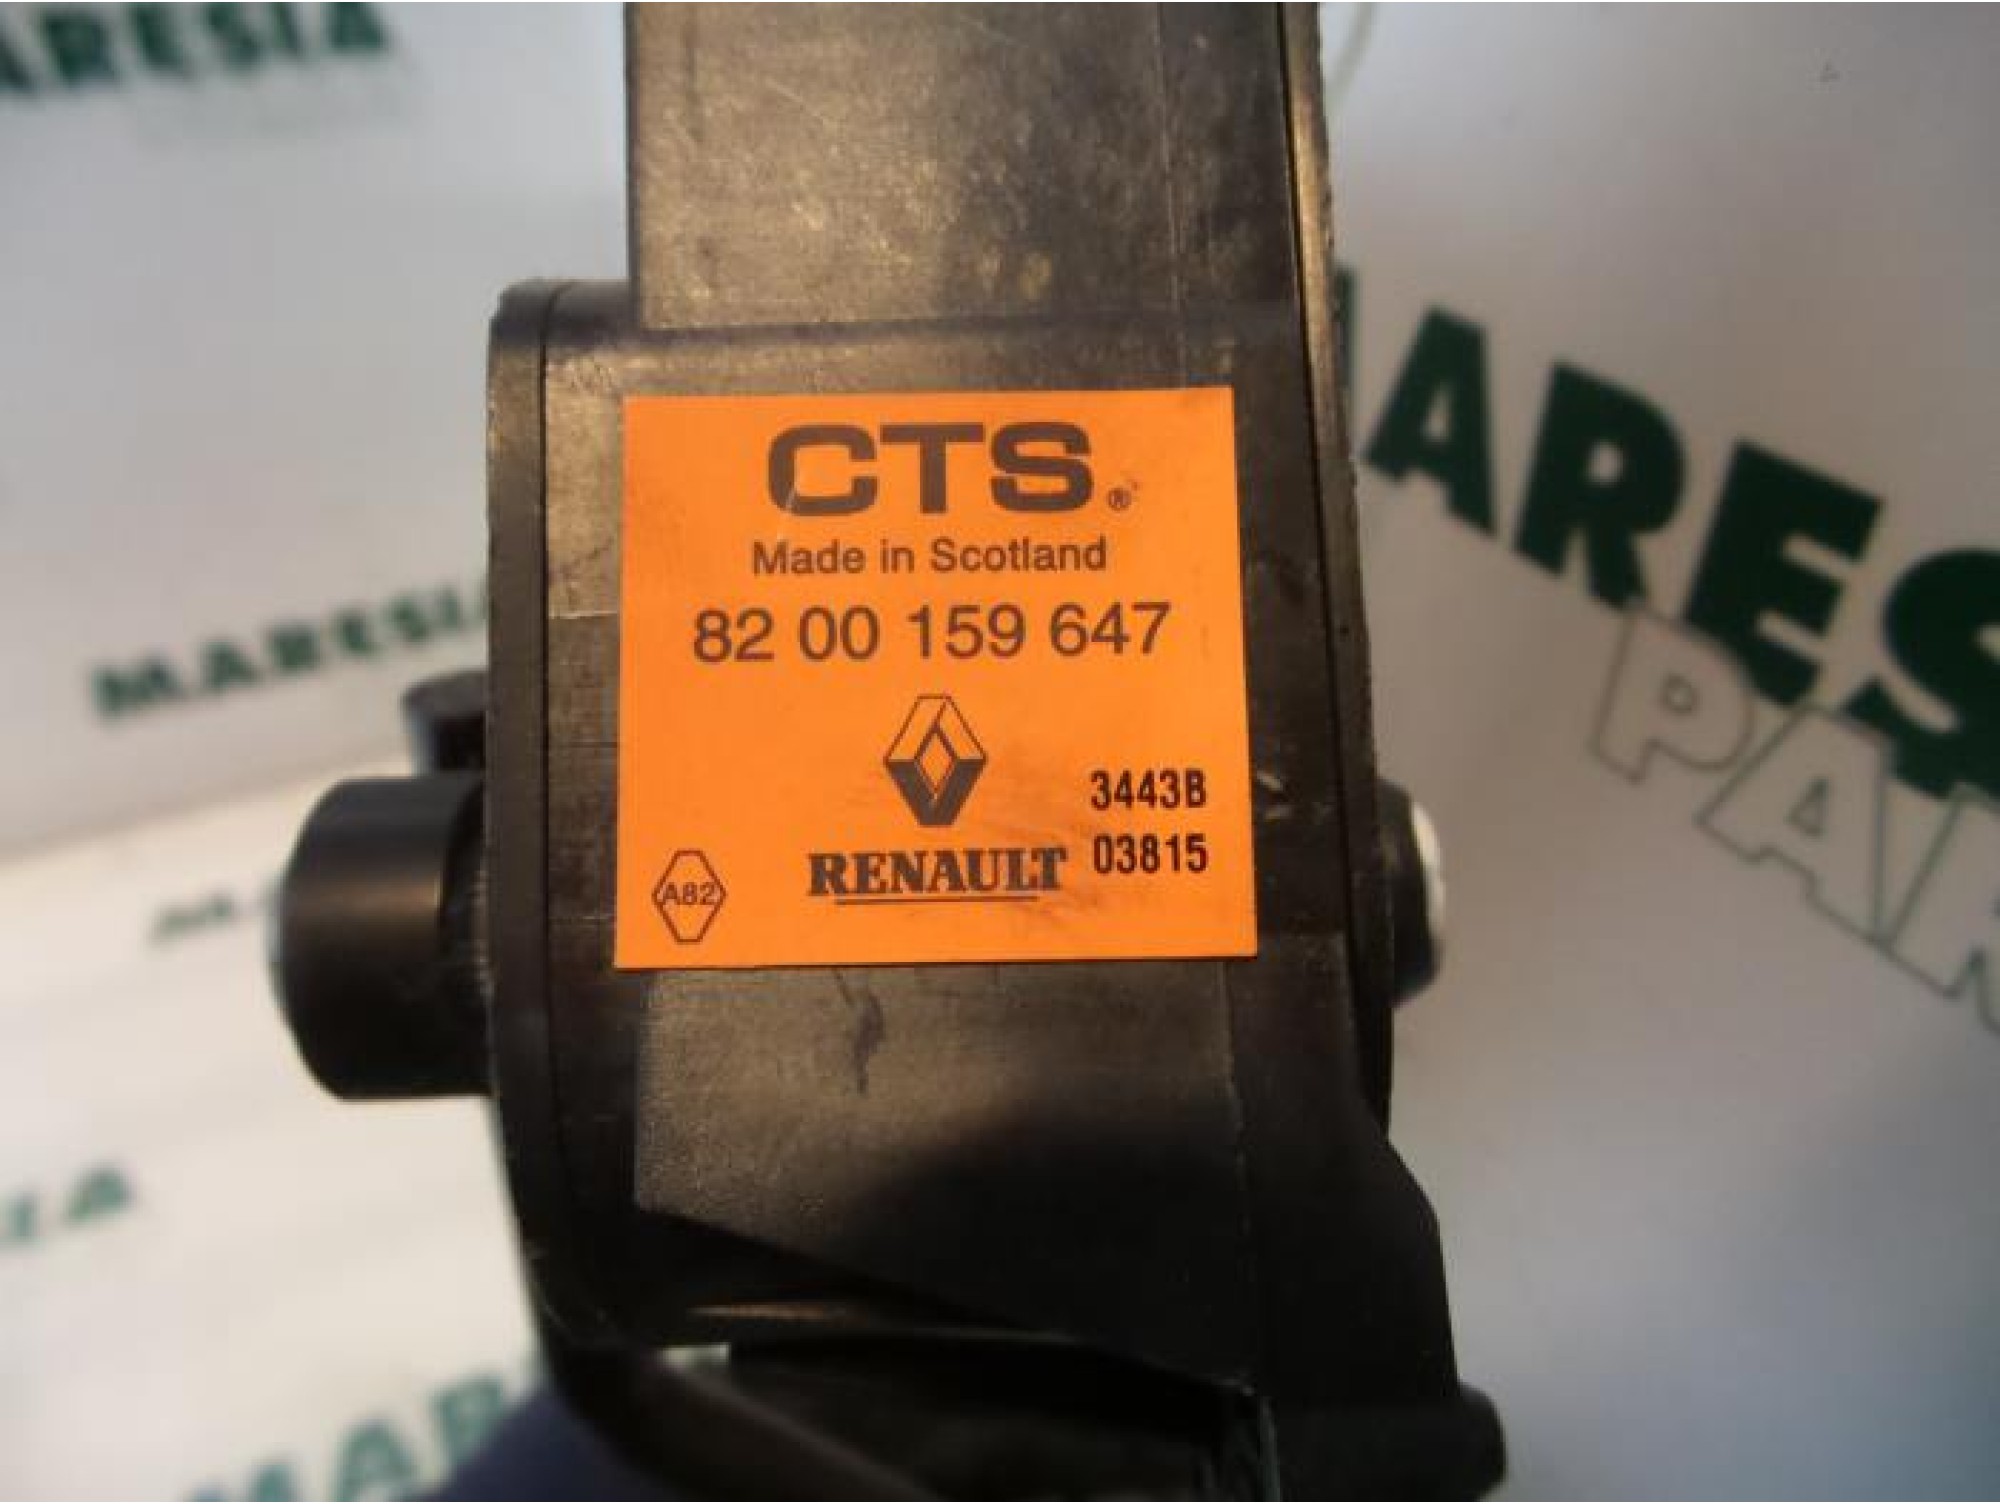 MARESIA
CTS®
Made in Scotland
82 00 159 647
3443B
RENAULT 03815
A82
MARESIA
MARES
PAR